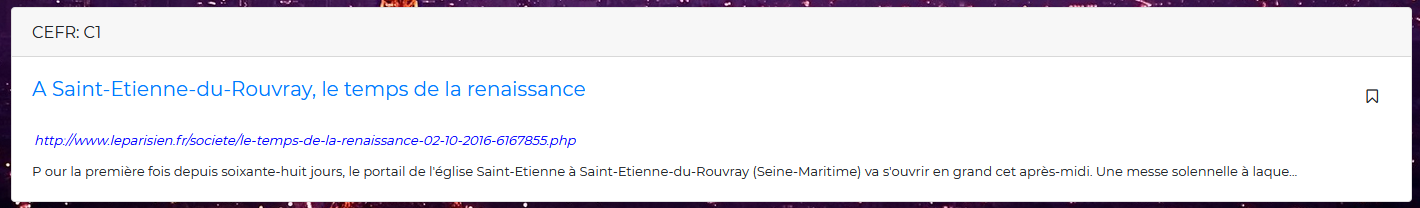 CEFR: C1
A Saint-Etienne-du-Rouvray, le temps de la renaissance
http://www.leparisien.fr/societe/le-temps-de-la-renaissance-02-10-2016-6167855.php
P our la première fois depuis soixante-huit jours, le portail de l'église Saint-Etienne à Saint-Etienne-du-Rouvray (Seine-Maritime) va s'ouvrir en grand cet après-midi. Une messe solennelle à laque...